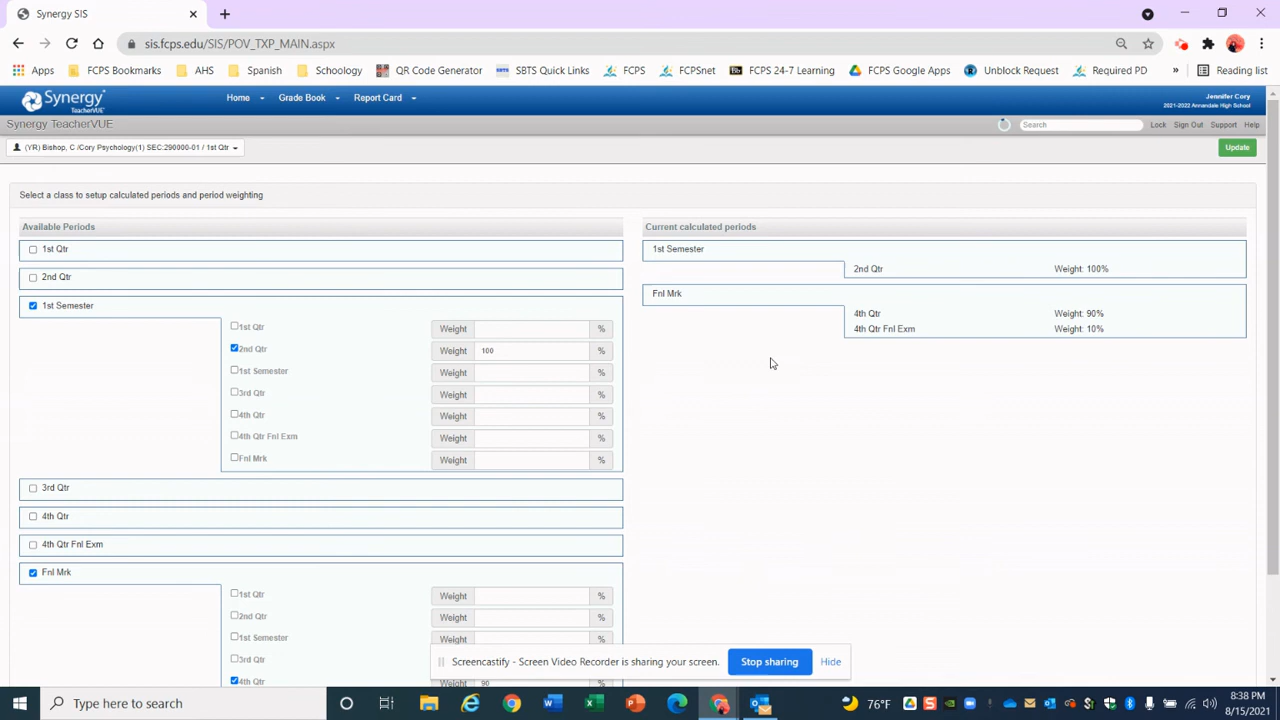 Synergy SIS
sis.fcps.edu/SIS/POV_TXP_MAIN.aspx
Apps FCPS Bookmarks AHS Spanish Schoology QR Code Generator SBTS Quick Links FCPS FCPSnet FCPS 24-7 Learning FCPS Google Apps Unblock Request Required PD » Reading list
Synergy TeacherVUE Home Grade Book Report Card Jennifer Cory
2021-2022 Annandale High School
Synergy TeacherVUE Search Lock Sign Out Support Help
(YR) Bishop, C /Cory Psychology(1) SEC:290000-01 / 1st Qtr Update
Select a class to setup calculated periods and period weighting
Available Periods
1st Qtr
2nd Qtr
1st Semester
1st Qtr Weight %
2nd Qtr Weight 100 %
1st Semester Weight %
3rd Qtr Weight %
4th Qtr Weight %
4th Qtr Fnl Exm Weight %
Fnl Mrk Weight %
3rd Qtr
4th Qtr
4th Qtr Fnl Exm
Fnl Mrk
1st Qtr Weight %
2nd Qtr Weight %
1st Semester Weight %
3rd Qtr
4th Qtr 90
Current calculated periods
1st Semester
2nd Qtr Weight: 100%
Fnl Mrk
4th Qtr Weight: 90%
4th Qtr Fnl Exm Weight: 10%
Screencastify - Screen Video Recorder is sharing your screen. Stop sharing Hide
Type here to search
76°F
8:38 PM
8/15/2021